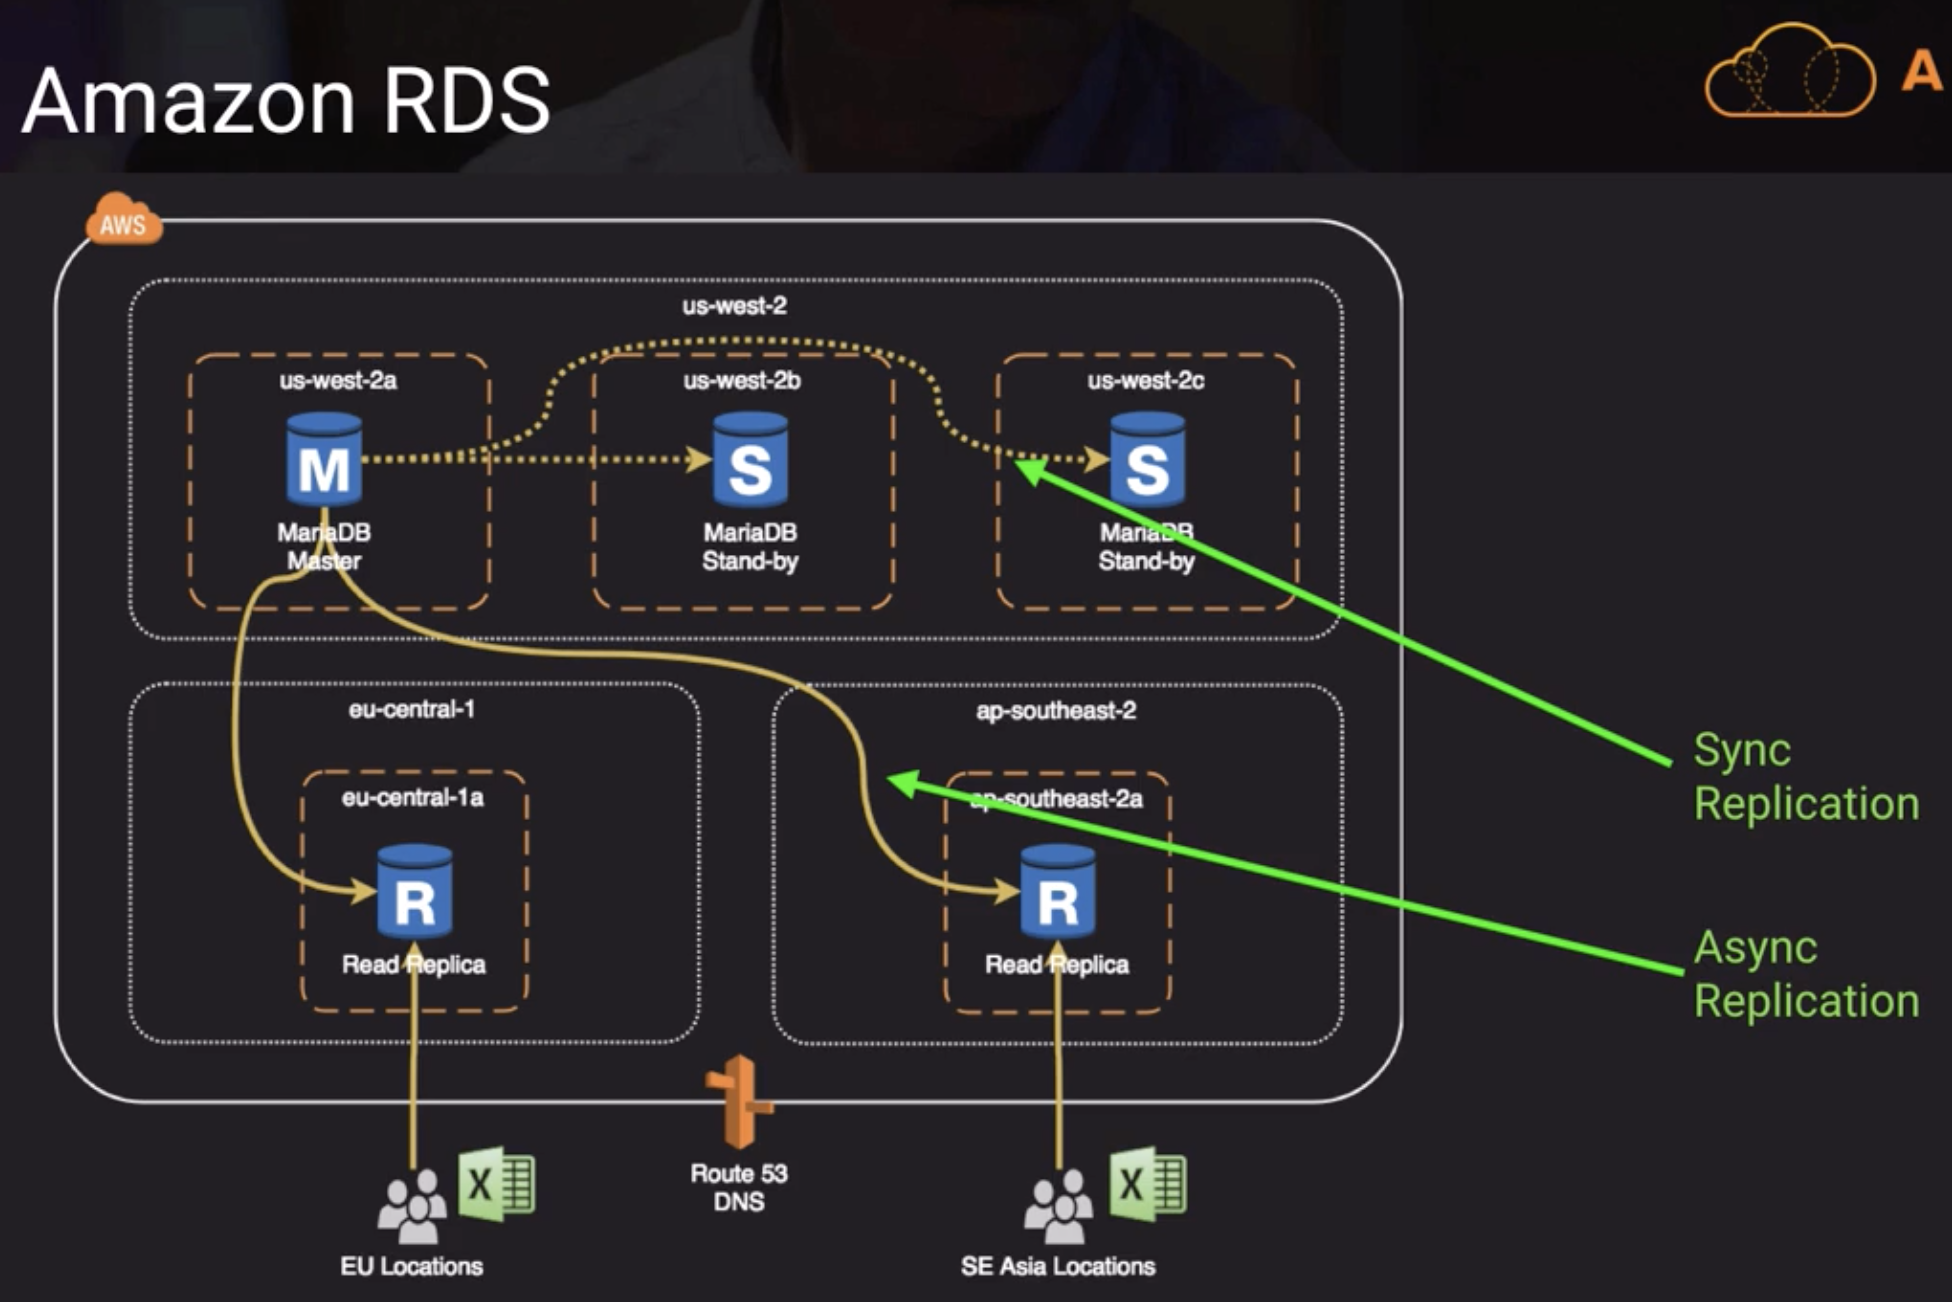 Amazon RDS
A
AWS
us-west-2
us-west-2a
us-west-2b
us-west-2c
M
S
S
MariaDB
Master
MariaDB
Stand-by
MariaDB
Stand-by
eu-central-1
ap-southeast-2
eu-central-1a
ap-southeast-2a
R
R
Read Replica
Read Replica
Sync
Replication
Async
Replication
Route 53
DNS
X
X
EU Locations
SE Asia Locations